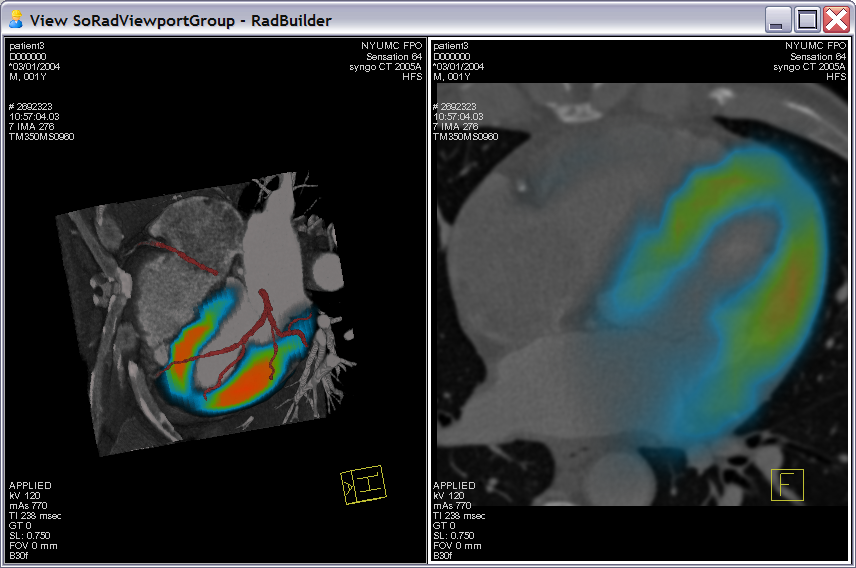 View SoRadViewportGroup - RadBuilder
patient3
D000000
*03/01/2004
M, 001Y
NYUMC FPO
Sensation 64
syngo CT 2005A
HFS
# 2692323
10:57:04.03
7 IMA 276
TM350MS0960
APPLIED
kV 120
mAs 770
TI 238 msec
GT 0
SL: 0.750
FOV 0 mm
B30f
A H
patient3
D000000
*03/01/2004
M, 001Y
NYUMC FPO
Sensation 64
syngo CT 2005A
HFS
# 2692323
10:57:04.03
7 IMA 276
TM350MS0960
APPLIED
kV 120
mAs 770
TI 238 msec
GT 0
SL: 0.750
FOV 0 mm
B30f
F